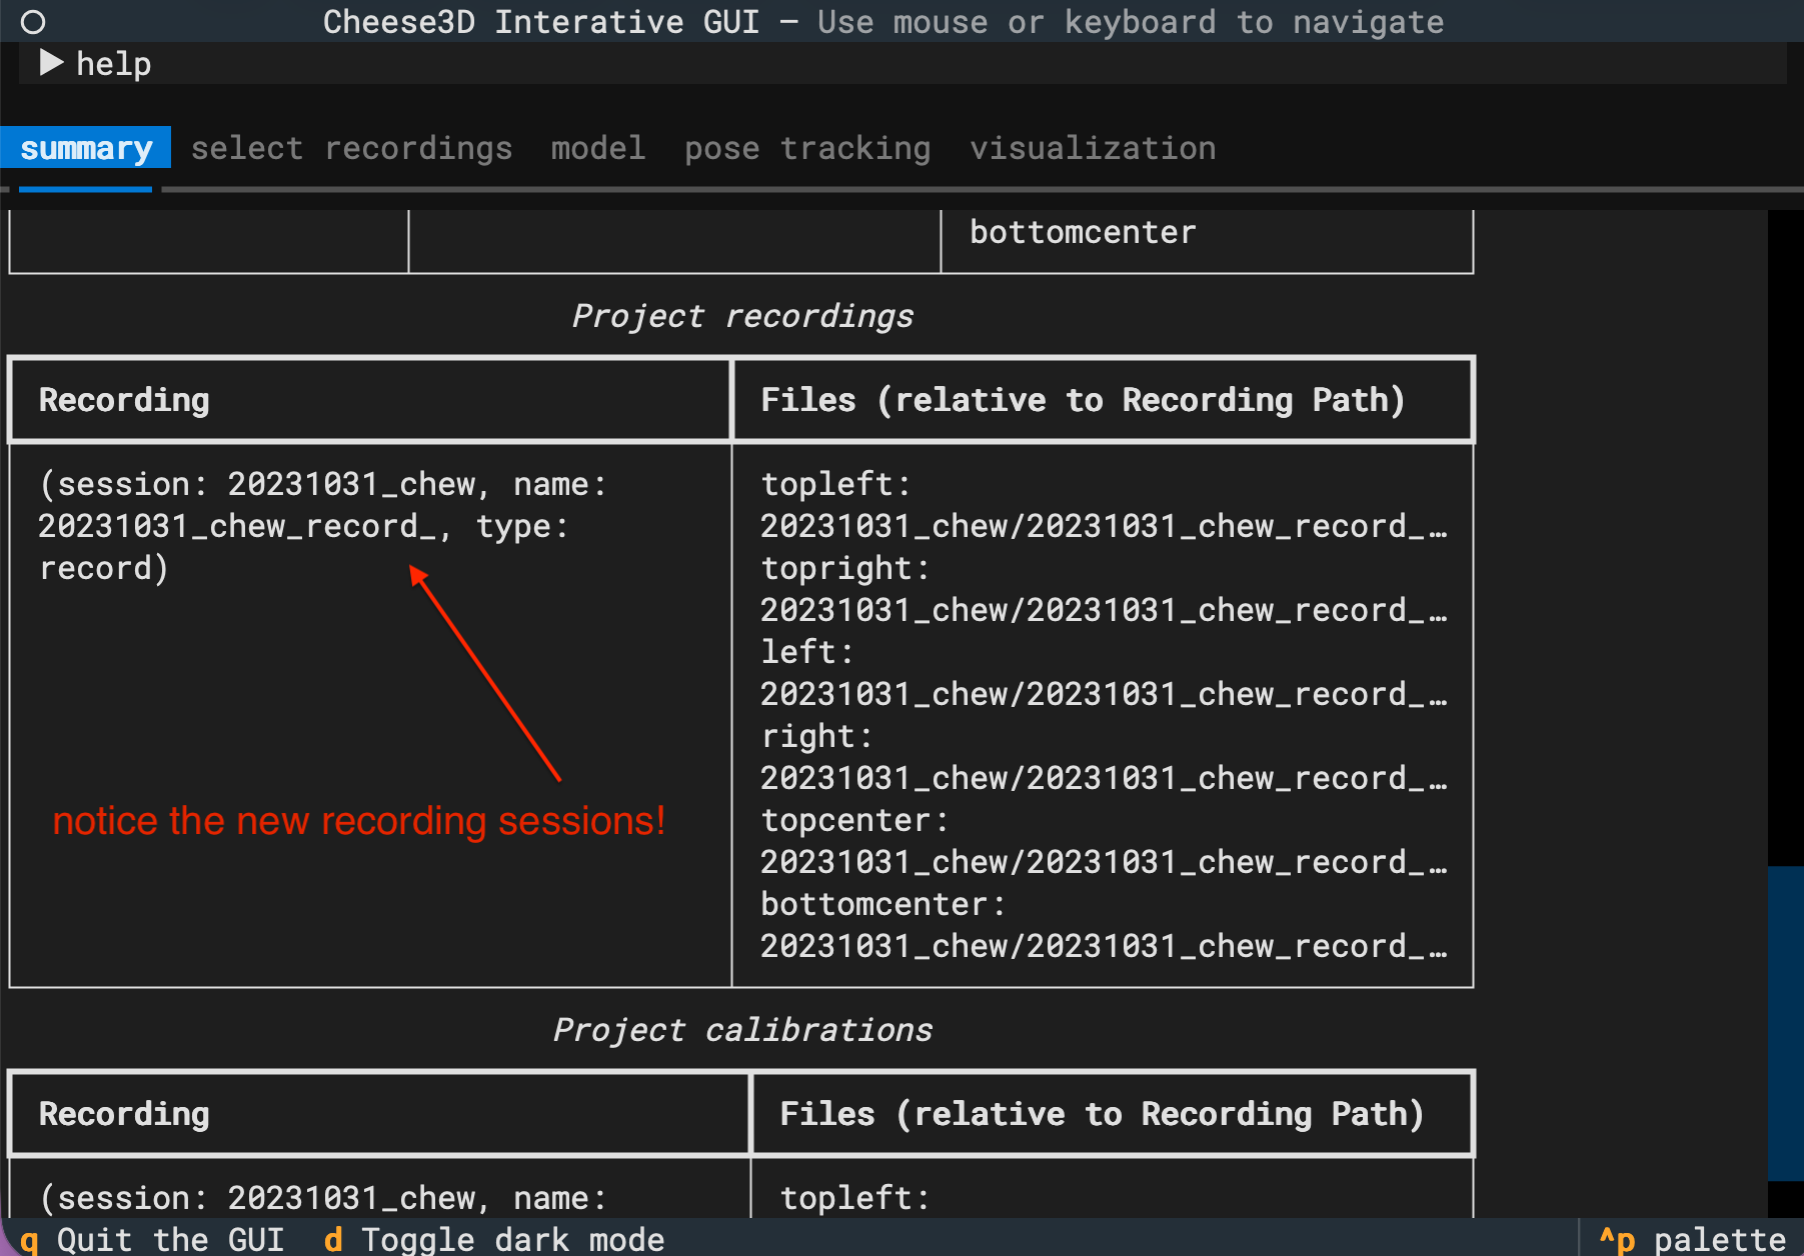 Cheese3D Interative GUI — Use mouse or keyboard to navigate
▶ help
summary select recordings model pose tracking visualization
bottomcenter
Project recordings
Recording Files (relative to Recording Path)
(session: 20231031_chew, name: topleft:
20231031_chew_record_, type: 20231031_chew/20231031_chew_record_…
record) topright:
20231031_chew/20231031_chew_record_…
left:
20231031_chew/20231031_chew_record_…
right:
20231031_chew/20231031_chew_record_…
notice the new recording sessions! topcenter:
20231031_chew/20231031_chew_record_…
bottomcenter:
20231031_chew/20231031_chew_record_…
Project calibrations
Recording Files (relative to Recording Path)
(session: 20231031_chew, name: topleft:
q Quit the GUI d Toggle dark mode ^p palette